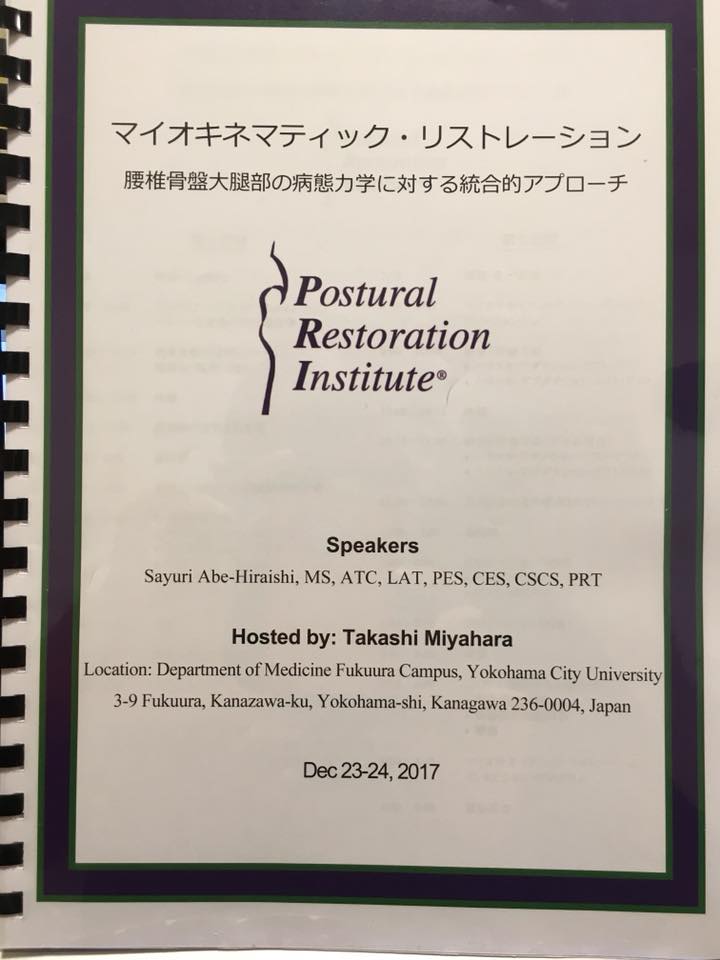 マイオキネマティック・リストレーション
腰椎骨盤大腿部の病態力学に対する統合的アプローチ
Postural
Restoration
Institute®
Speakers
Sayuri Abe-Hiraishi, MS, ATC, LAT, PES, CES, CSCS, PRT
Hosted by: Takashi Miyahara
Location: Department of Medicine Fukuura Campus, Yokohama City University
3-9 Fukuura, Kanazawa-ku, Yokohama-shi, Kanagawa 236-0004, Japan
Dec 23-24, 2017